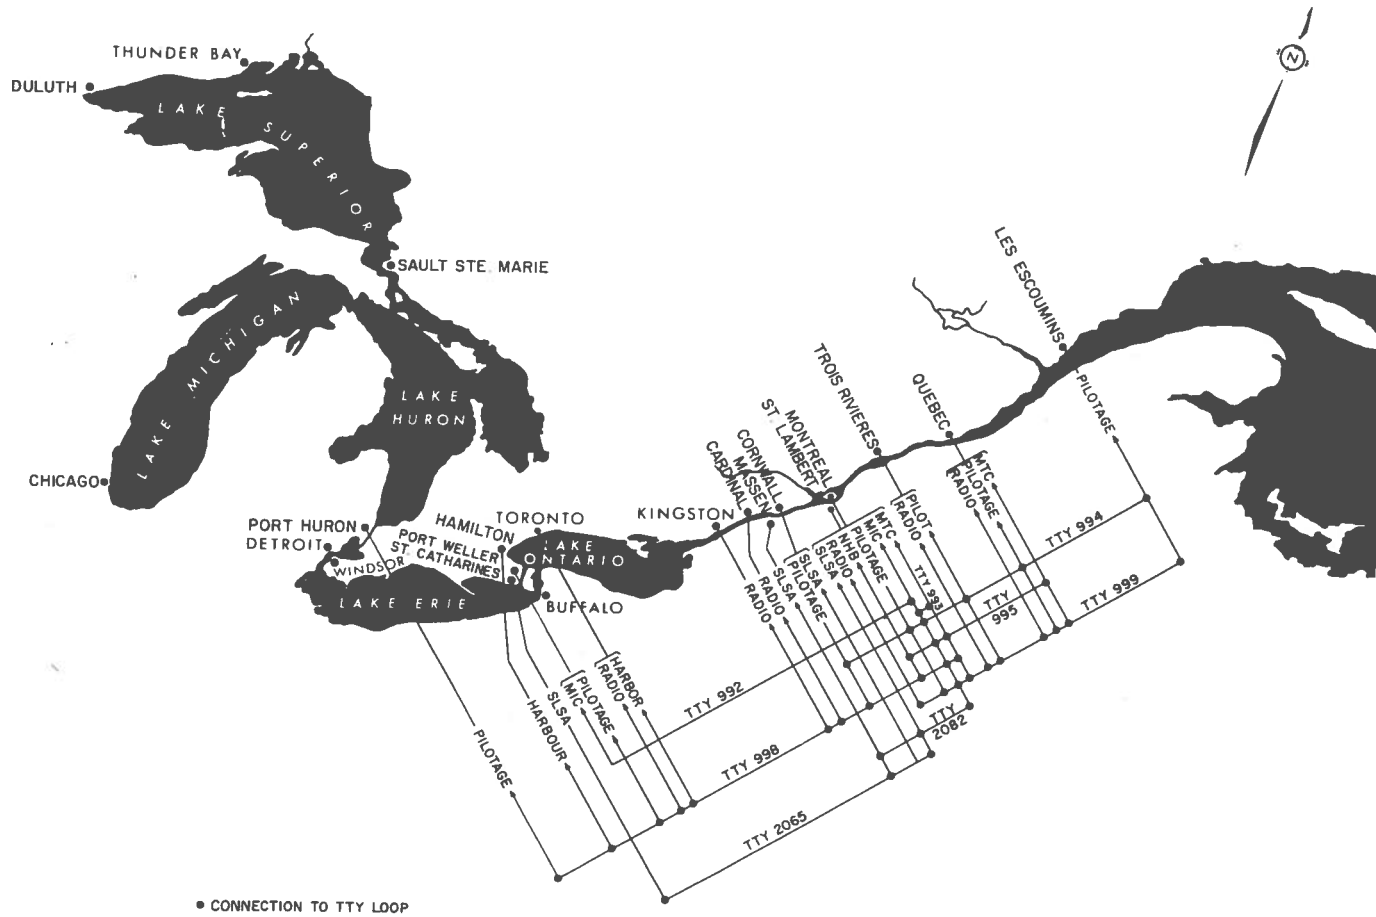 N
THUNDER BAY
DULUTH
LAKE SUPERIOR
SAULT STE. MARIE
LAKE MICHIGAN
LAKE
HURON
CHICAGO
PORT HURON
DETROIT
WINDSOR
LAKE ERIE
HAMILTON
PORT WELLER
ST. CATHARINES
TORONTO
LAKE
ONTARIO
BUFFALO
KINGSTON
CARDINAL
MASSEN
CORNWALL
ST. LAMBERT
MONTREAL
TROIS RIVIERES
QUEBEC
LES ESCOUMINS
PILOTAGE
HARBOUR
SLSA
MIC
PILOTAGE
RADIO
HARBOR
RADIO
RADIO
SLSA
PILOTAGE
SLSA
SLSA
RADIO
NHB
PILOTAGE
MIC
MTC
RADIO
PILOT
RADIO
PILOTAGE
MTC
PILOTAGE
TTY 992
TTY 993
TTY 994
TTY
995
TTY 998
TTY 999
TTY
2082
TTY 2065
● CONNECTION TO TTY LOOP